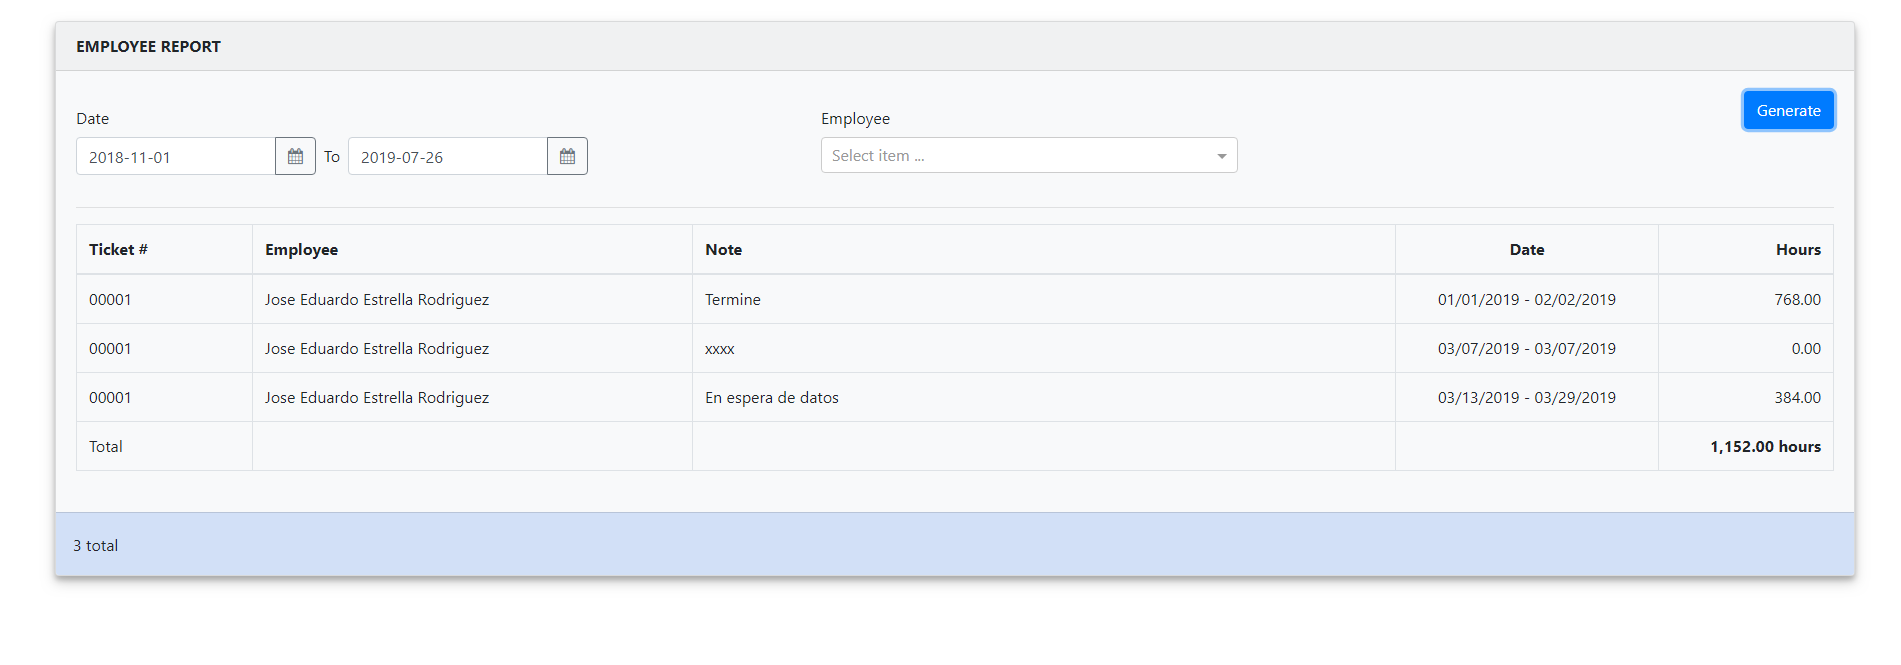 EMPLOYEE REPORT
Generate
Date
Employee
2018-11-01 To 2019-07-26
Select item ...
Ticket # Employee Note Date Hours
00001 Jose Eduardo Estrella Rodriguez Termine 01/01/2019 - 02/02/2019 768.00
00001 Jose Eduardo Estrella Rodriguez xxxx 03/07/2019 - 03/07/2019 0.00
00001 Jose Eduardo Estrella Rodriguez En espera de datos 03/13/2019 - 03/29/2019 384.00
Total 1,152.00 hours
3 total